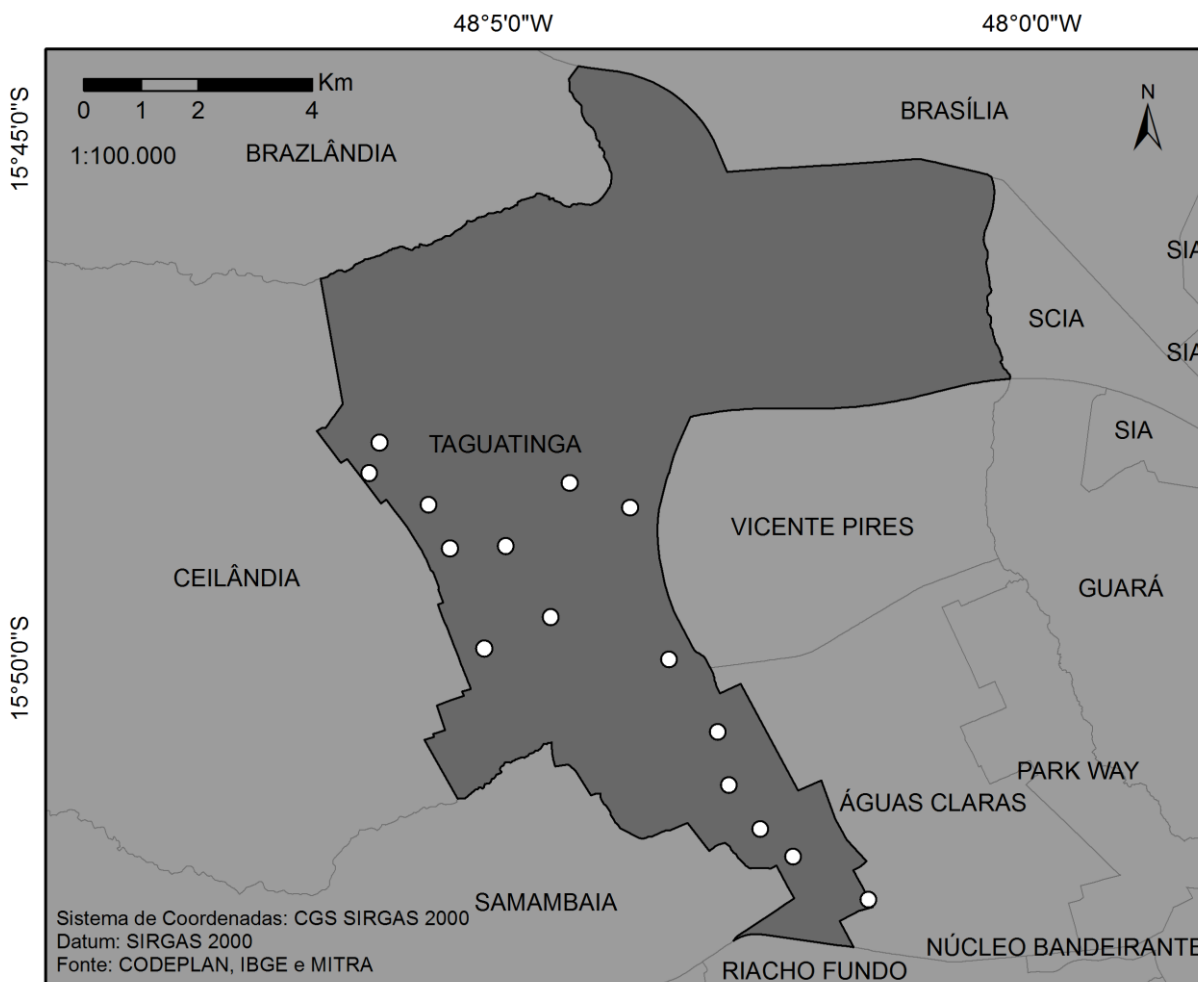 48°5'0"W
48°0'0"W
15°45'0"S
15°50'0"S
Km
0 1 2 4
1:100.000
N
BRAZLÂNDIA
BRASÍLIA
SIA
SCIA
SIA
SIA
TAGUATINGA
VICENTE PIRES
CEILÂNDIA
GUARÁ
PARK WAY
ÁGUAS CLARAS
SAMAMBAIA
NÚCLEO BANDEIRANTE
RIACHO FUNDO
Sistema de Coordenadas: CGS SIRGAS 2000
Datum: SIRGAS 2000
Fonte: CODEPLAN, IBGE e MITRA